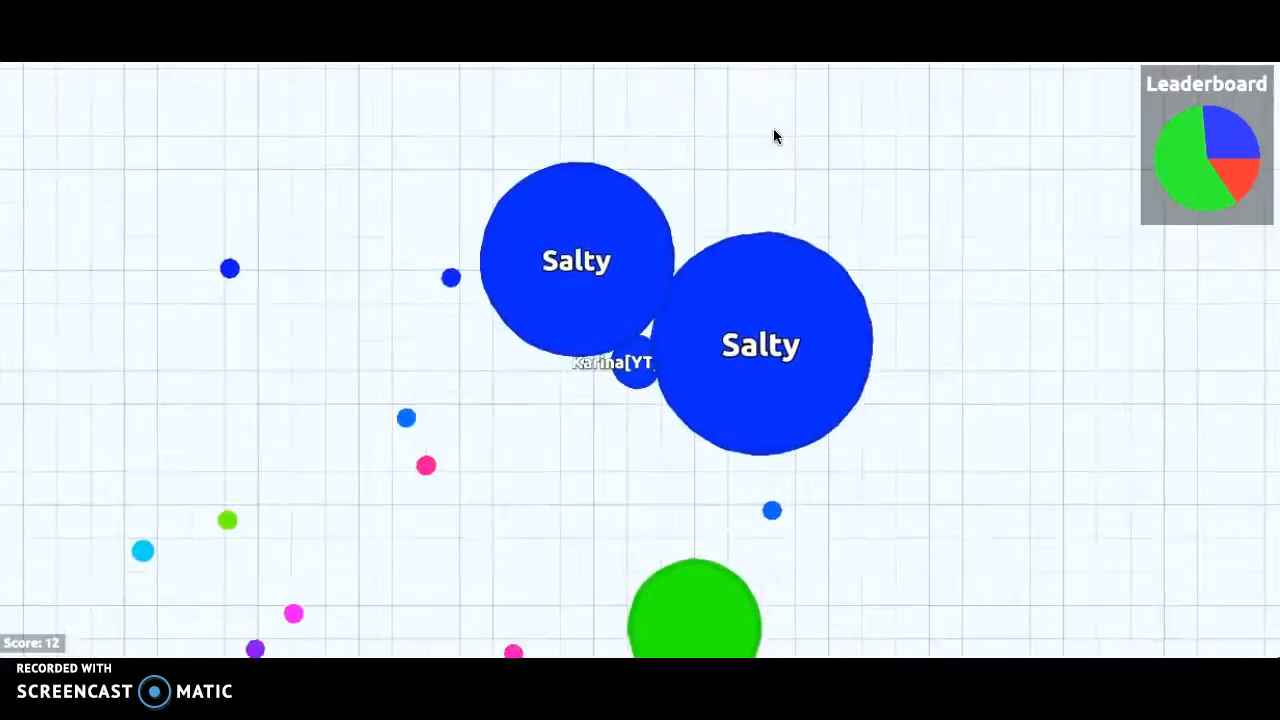 Leaderboard
Salty
Salty
Karina[YT
Score: 12
RECORDED WITH
SCREENCAST MATIC